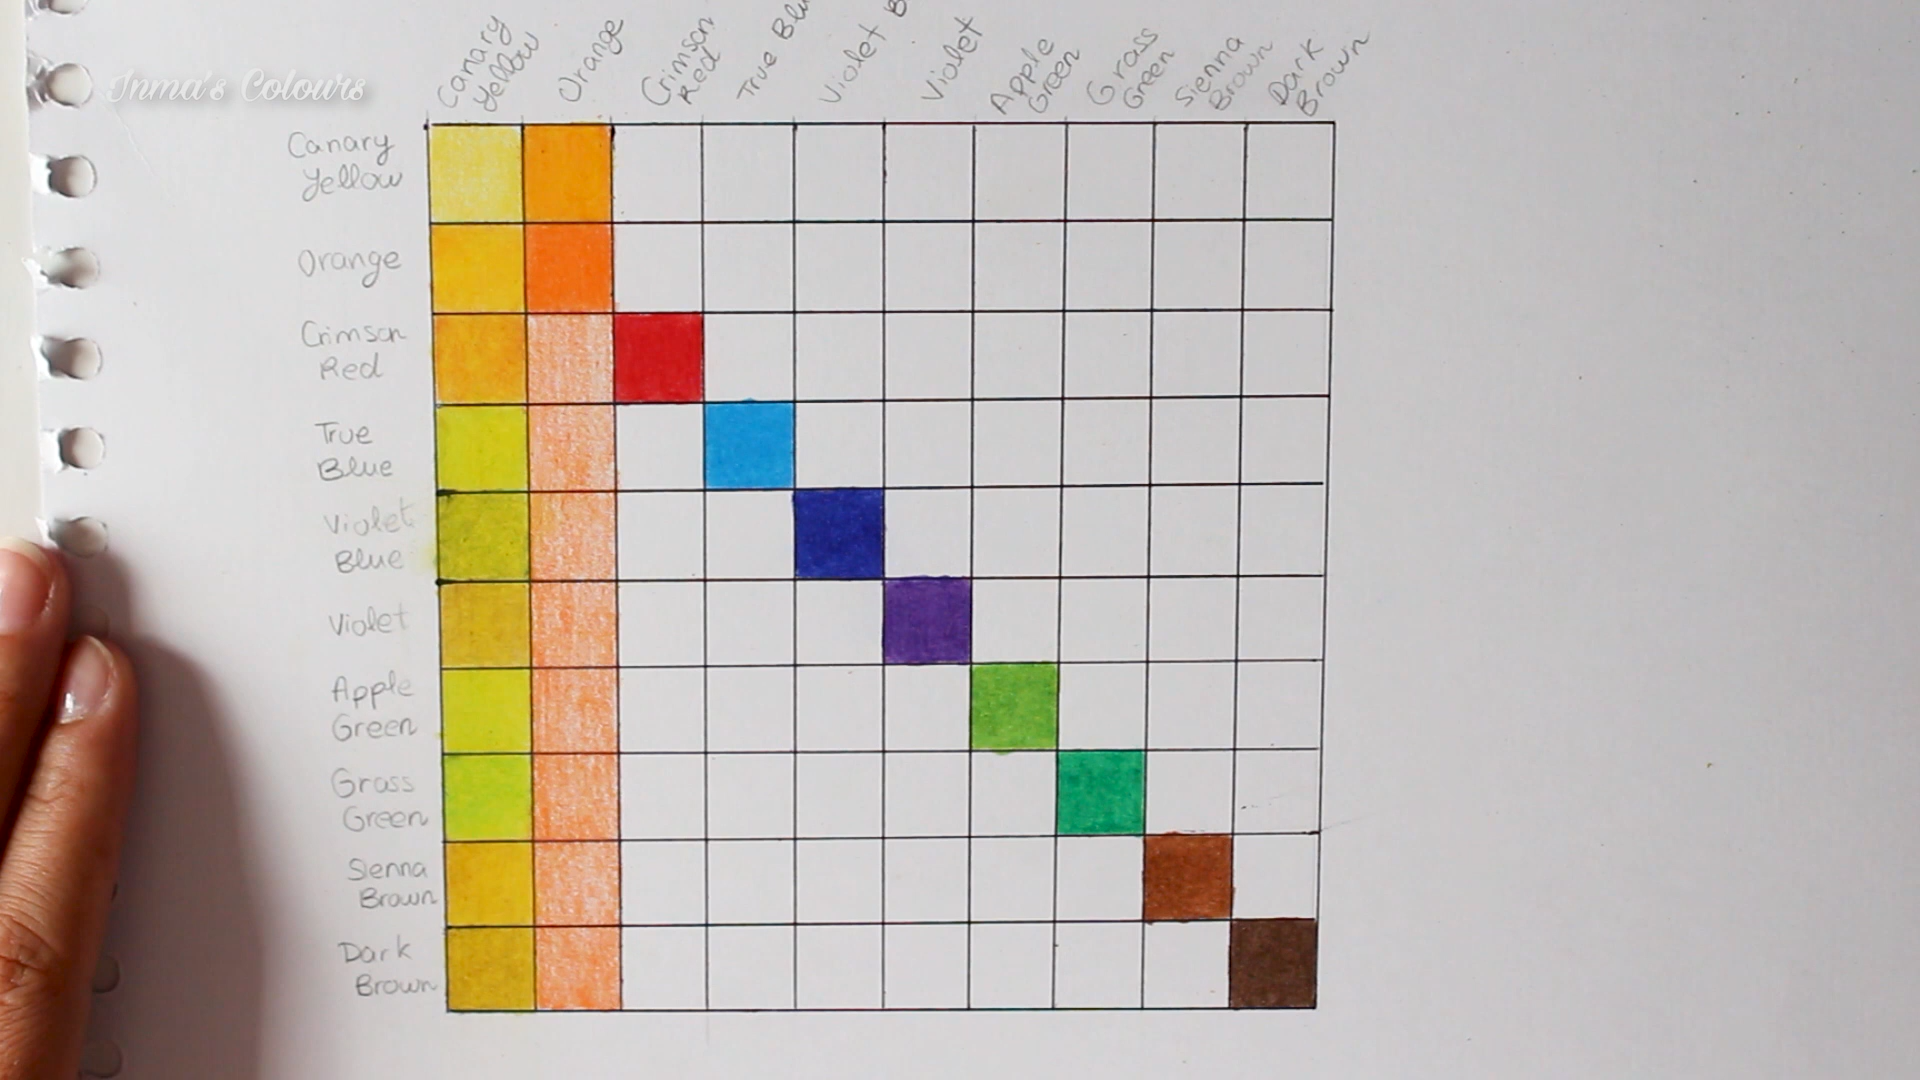 Inma's Colours
Canary
Yellow
Orange
Crimson
Red
True
Violet
Violet
Apple
Green
Grass
Green
Sienna
Brown
Dark
Brown
Canary
Yellow
Orange
Crimson
Red
True
Blue
Violet
Blue
Violet
Apple
Green
Grass
Green
Sienna
Brown
Dark
Brown